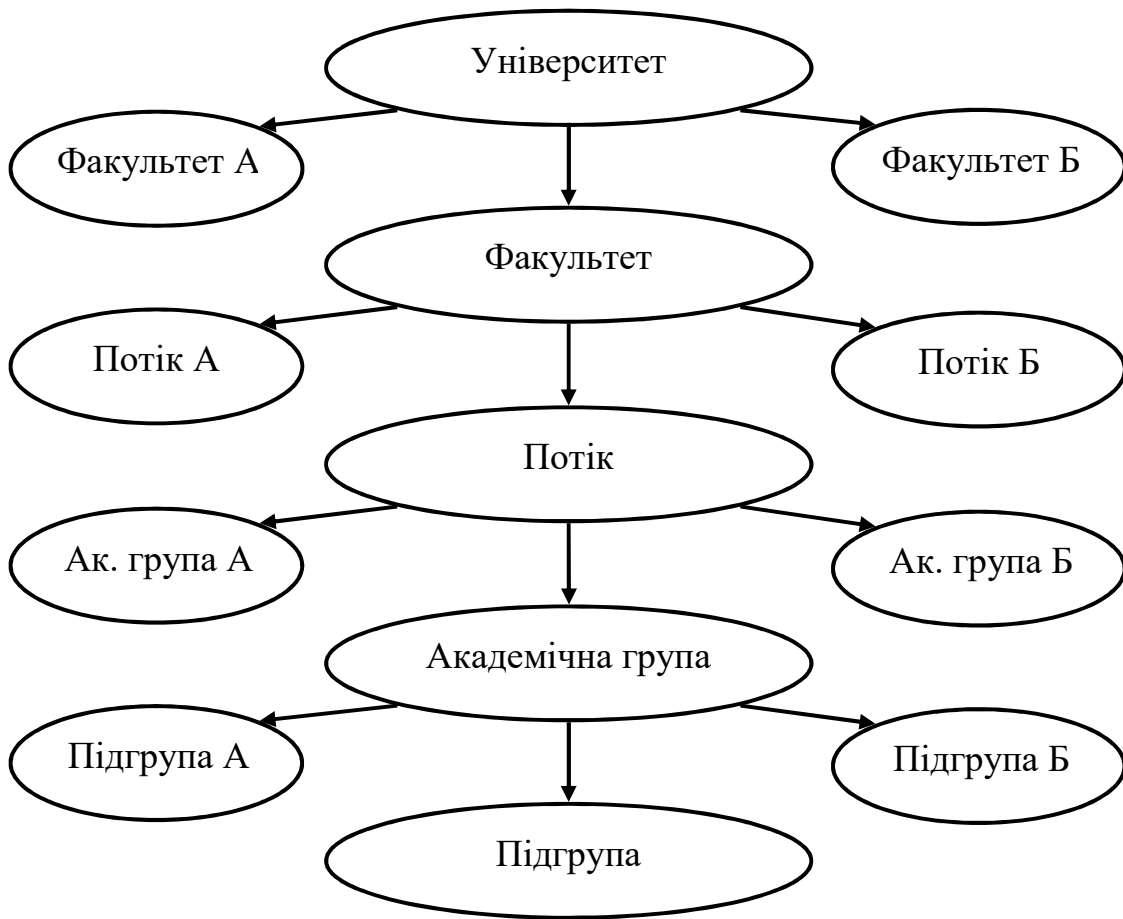 Університет
Факультет А
Факультет Б
Факультет
Потік А
Потік Б
Потік
Ак. група А
Ак. група Б
Академічна група
Підгрупа А
Підгрупа Б
Підгрупа